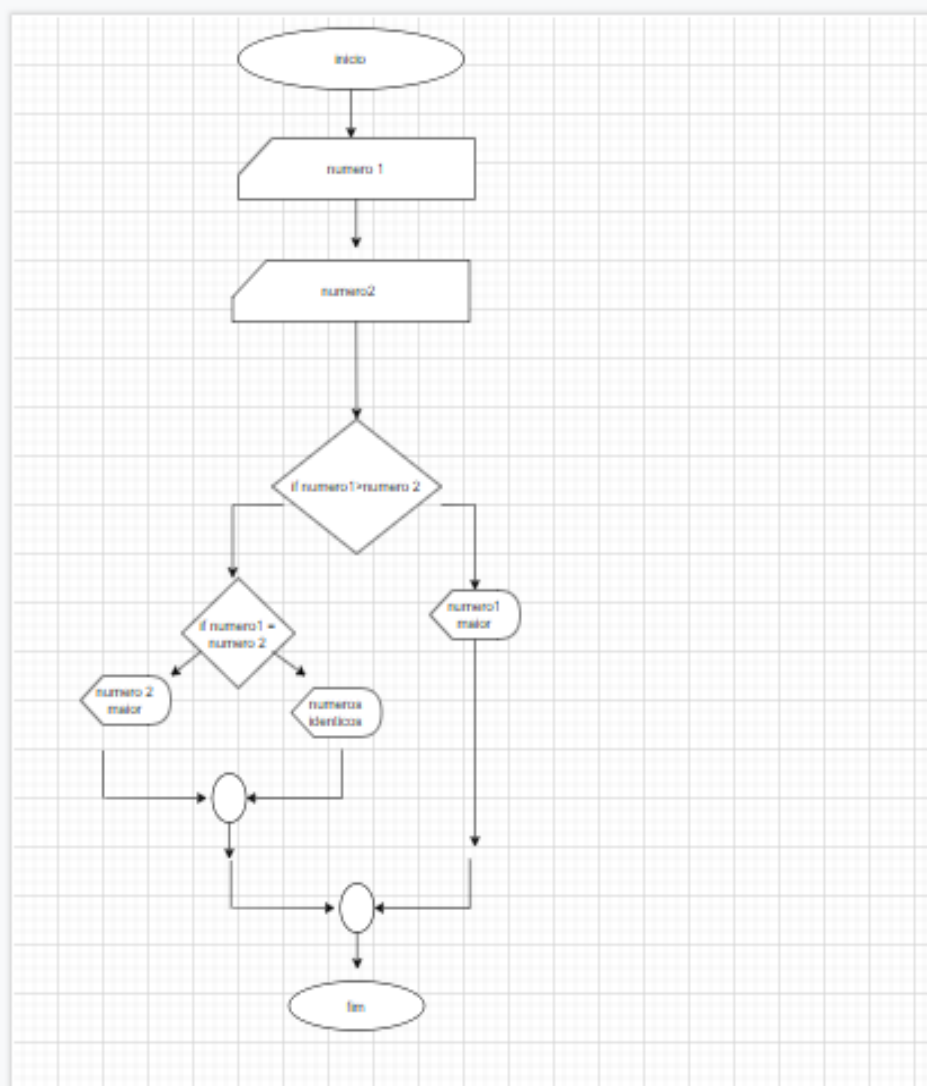 inicio
numero 1
numero2
if numero1>numero 2
numero1
maior
if numero1 =
numero 2
numero 2
maior
numeros
identicos
fim